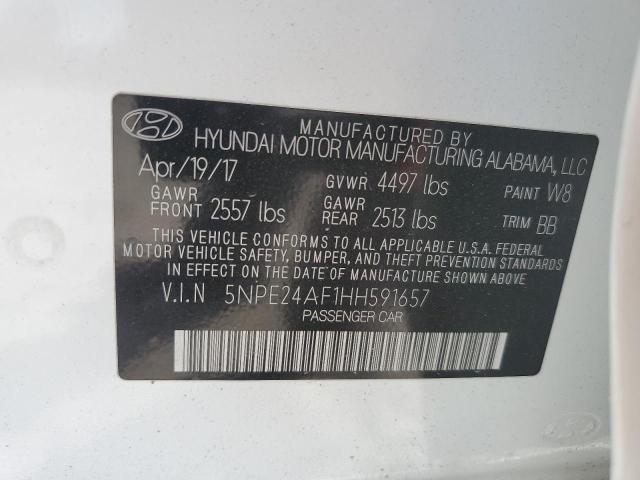 MANUFACTURED BY
HYUNDAI MOTOR MANUFACTURING ALABAMA, LLC
Apr/19/17 GVWR 4497 lbs PAINT W8
GAWR FRONT 2557 lbs GAWR REAR 2513 lbs TRIM BB
THIS VEHICLE CONFORMS TO ALL APPLICABLE U.S.A. FEDERAL
MOTOR VEHICLE SAFETY, BUMPER, AND THEFT PREVENTION
STANDARDS IN EFFECT ON THE DATE OF MANUFACTURE SHOWN ABOVE.
V.I.N 5NPE24AF1HH591657
PASSENGER CAR